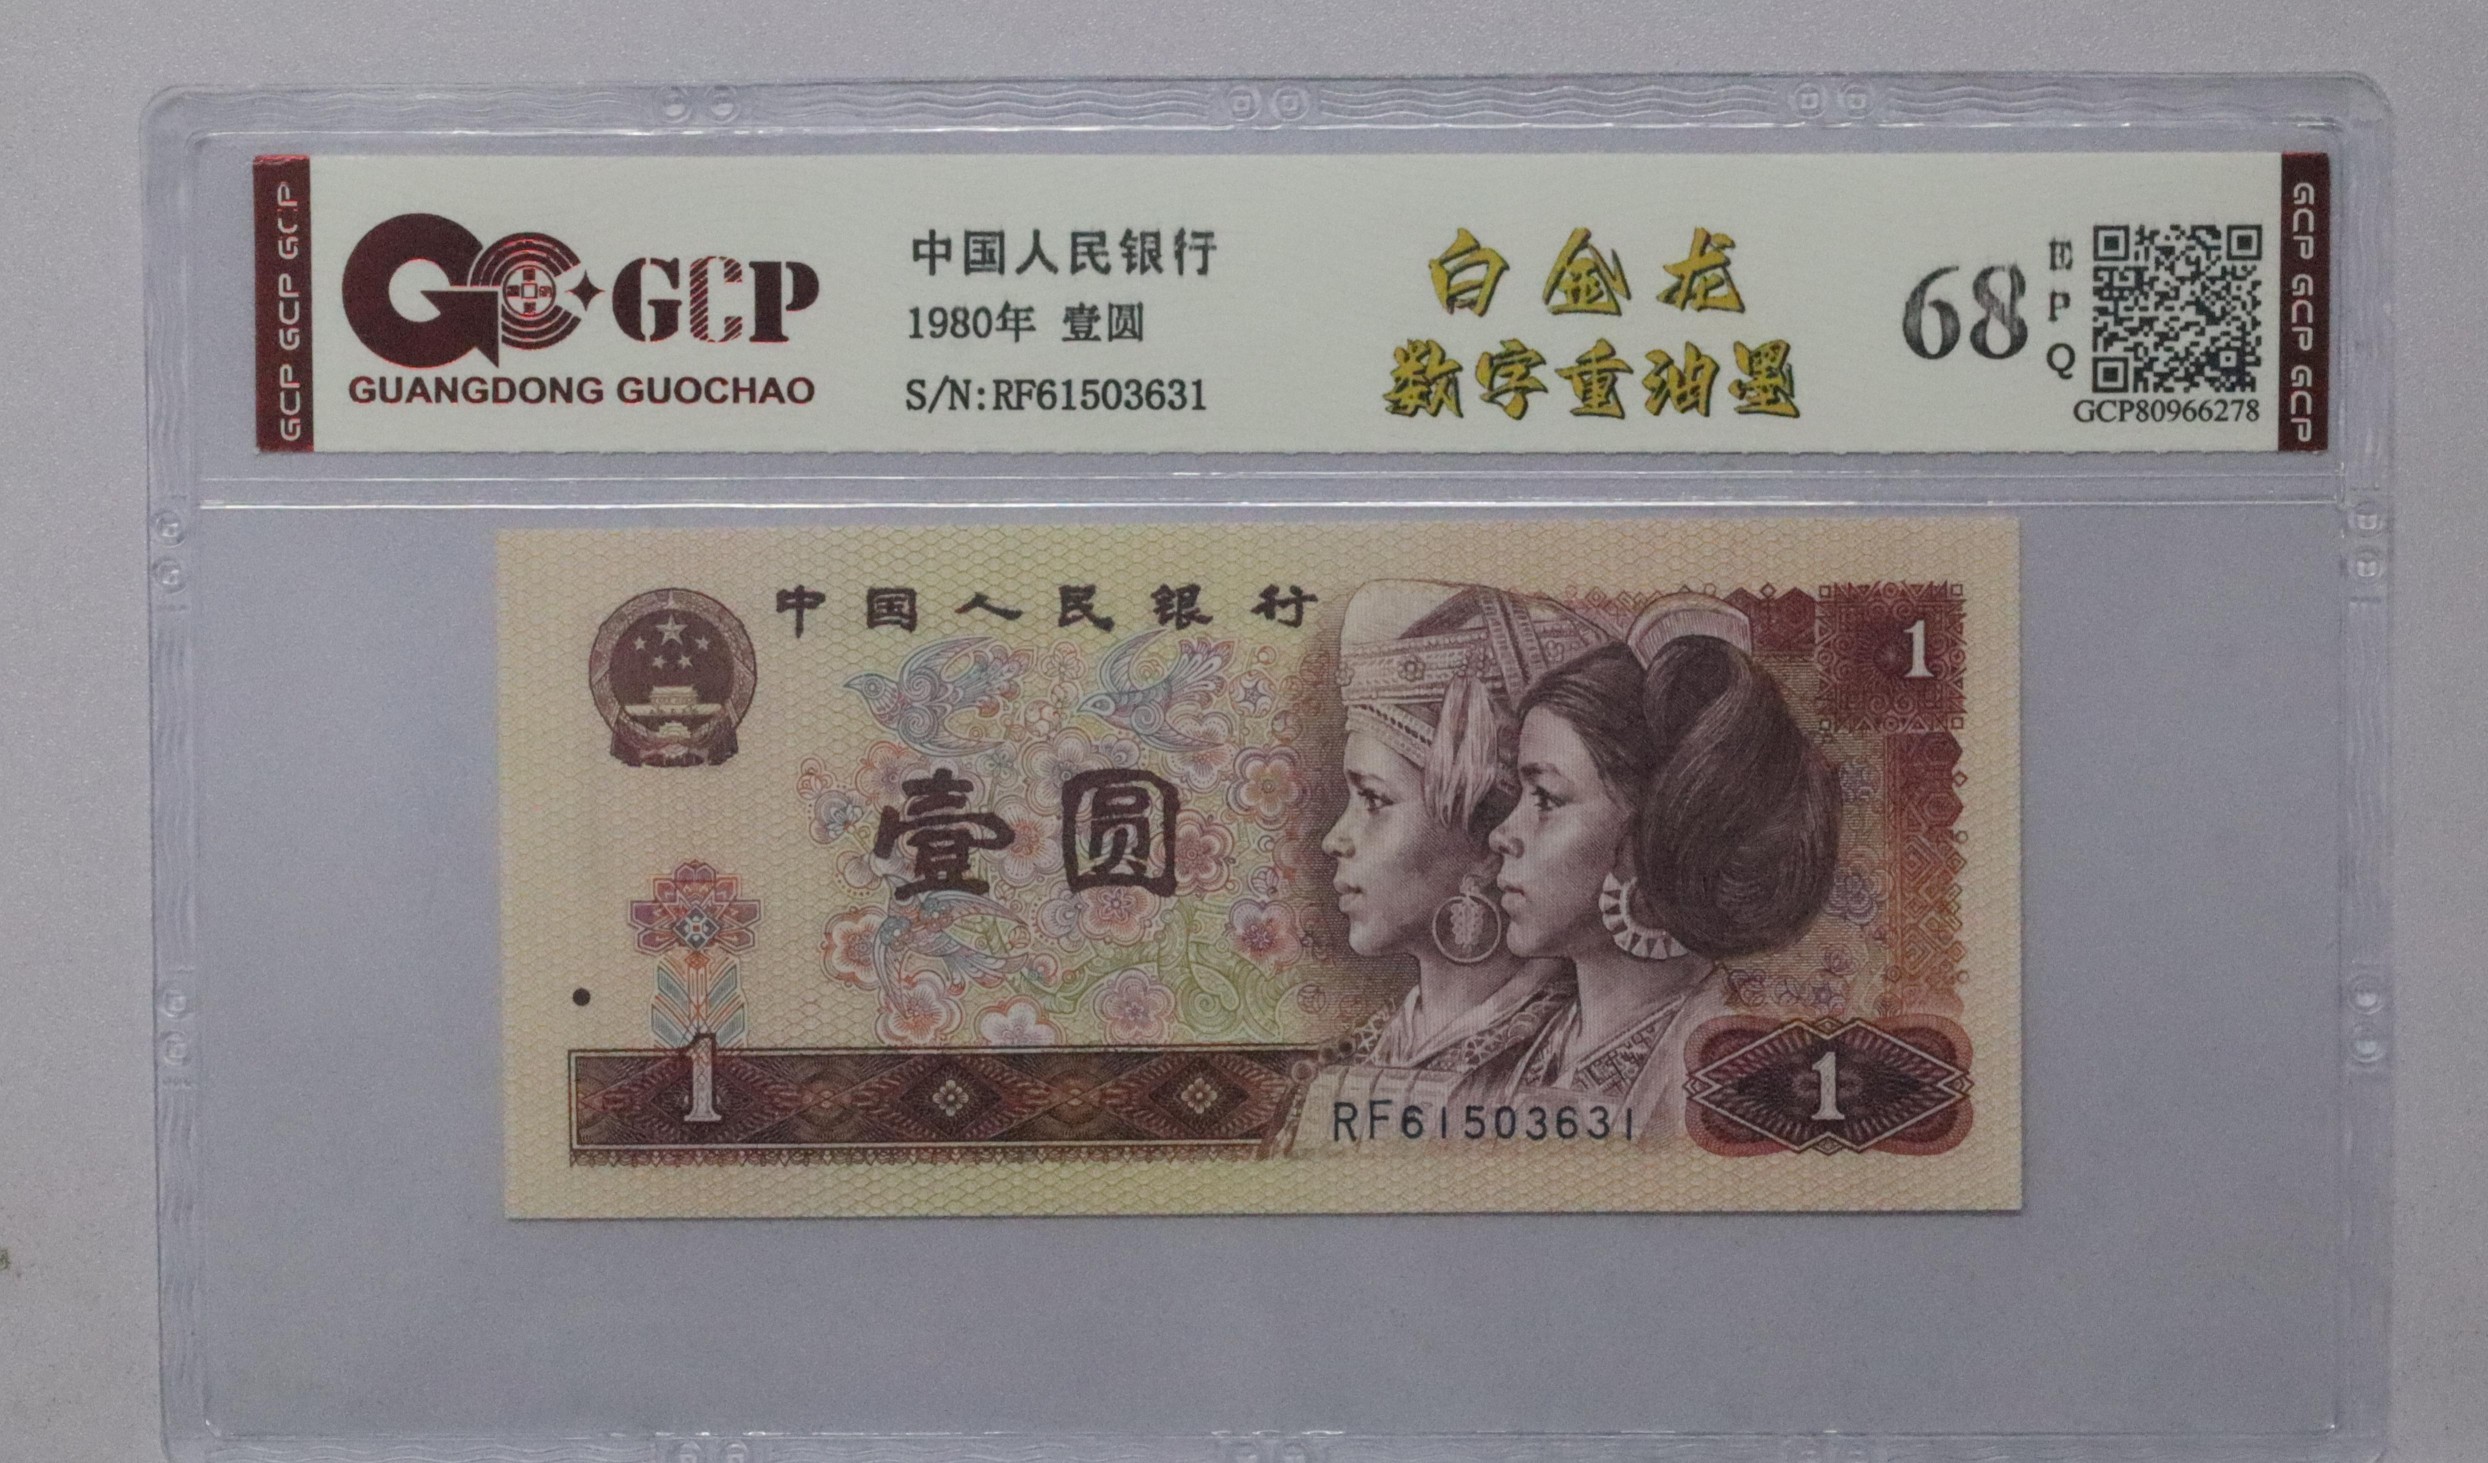 GCP GCP GCP
GCP
GUANGDONG GUOCHAO
中国人民银行
1980年 壹圆
S/N:RF61503631
白金龙
数字重油墨
68
E
P
Q
GCP80966278
GCP GCP GCP
中国人民银行
1
壹圆
1
RF61503631
1